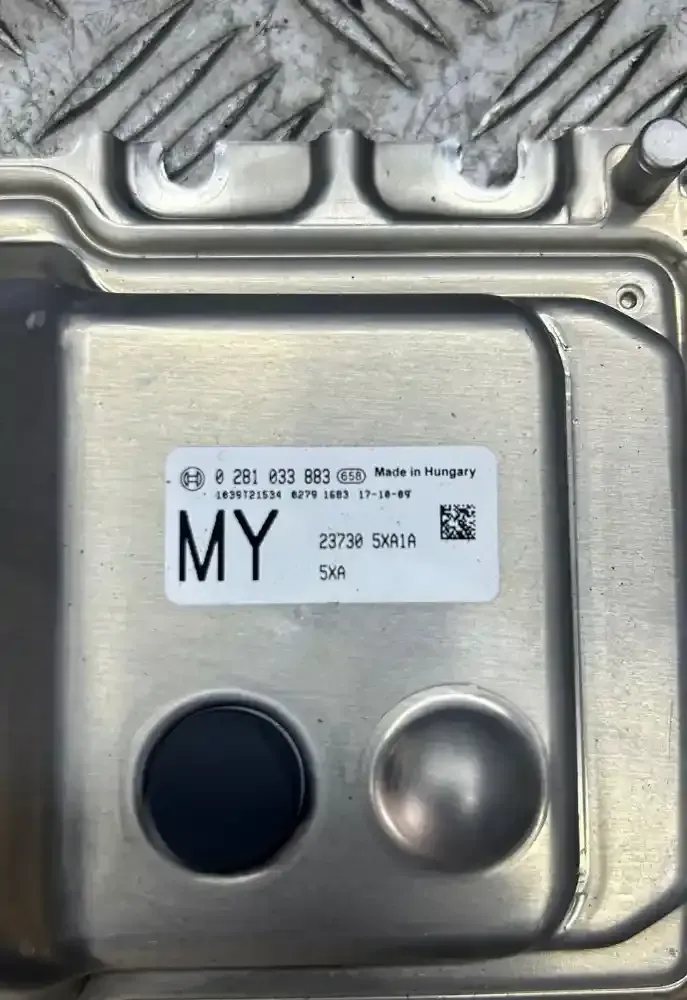 0 281 033 883 658 Made in Hungary
1039T21534 0279 1683 17-10-09
MY
23730 5XA1A
5XA